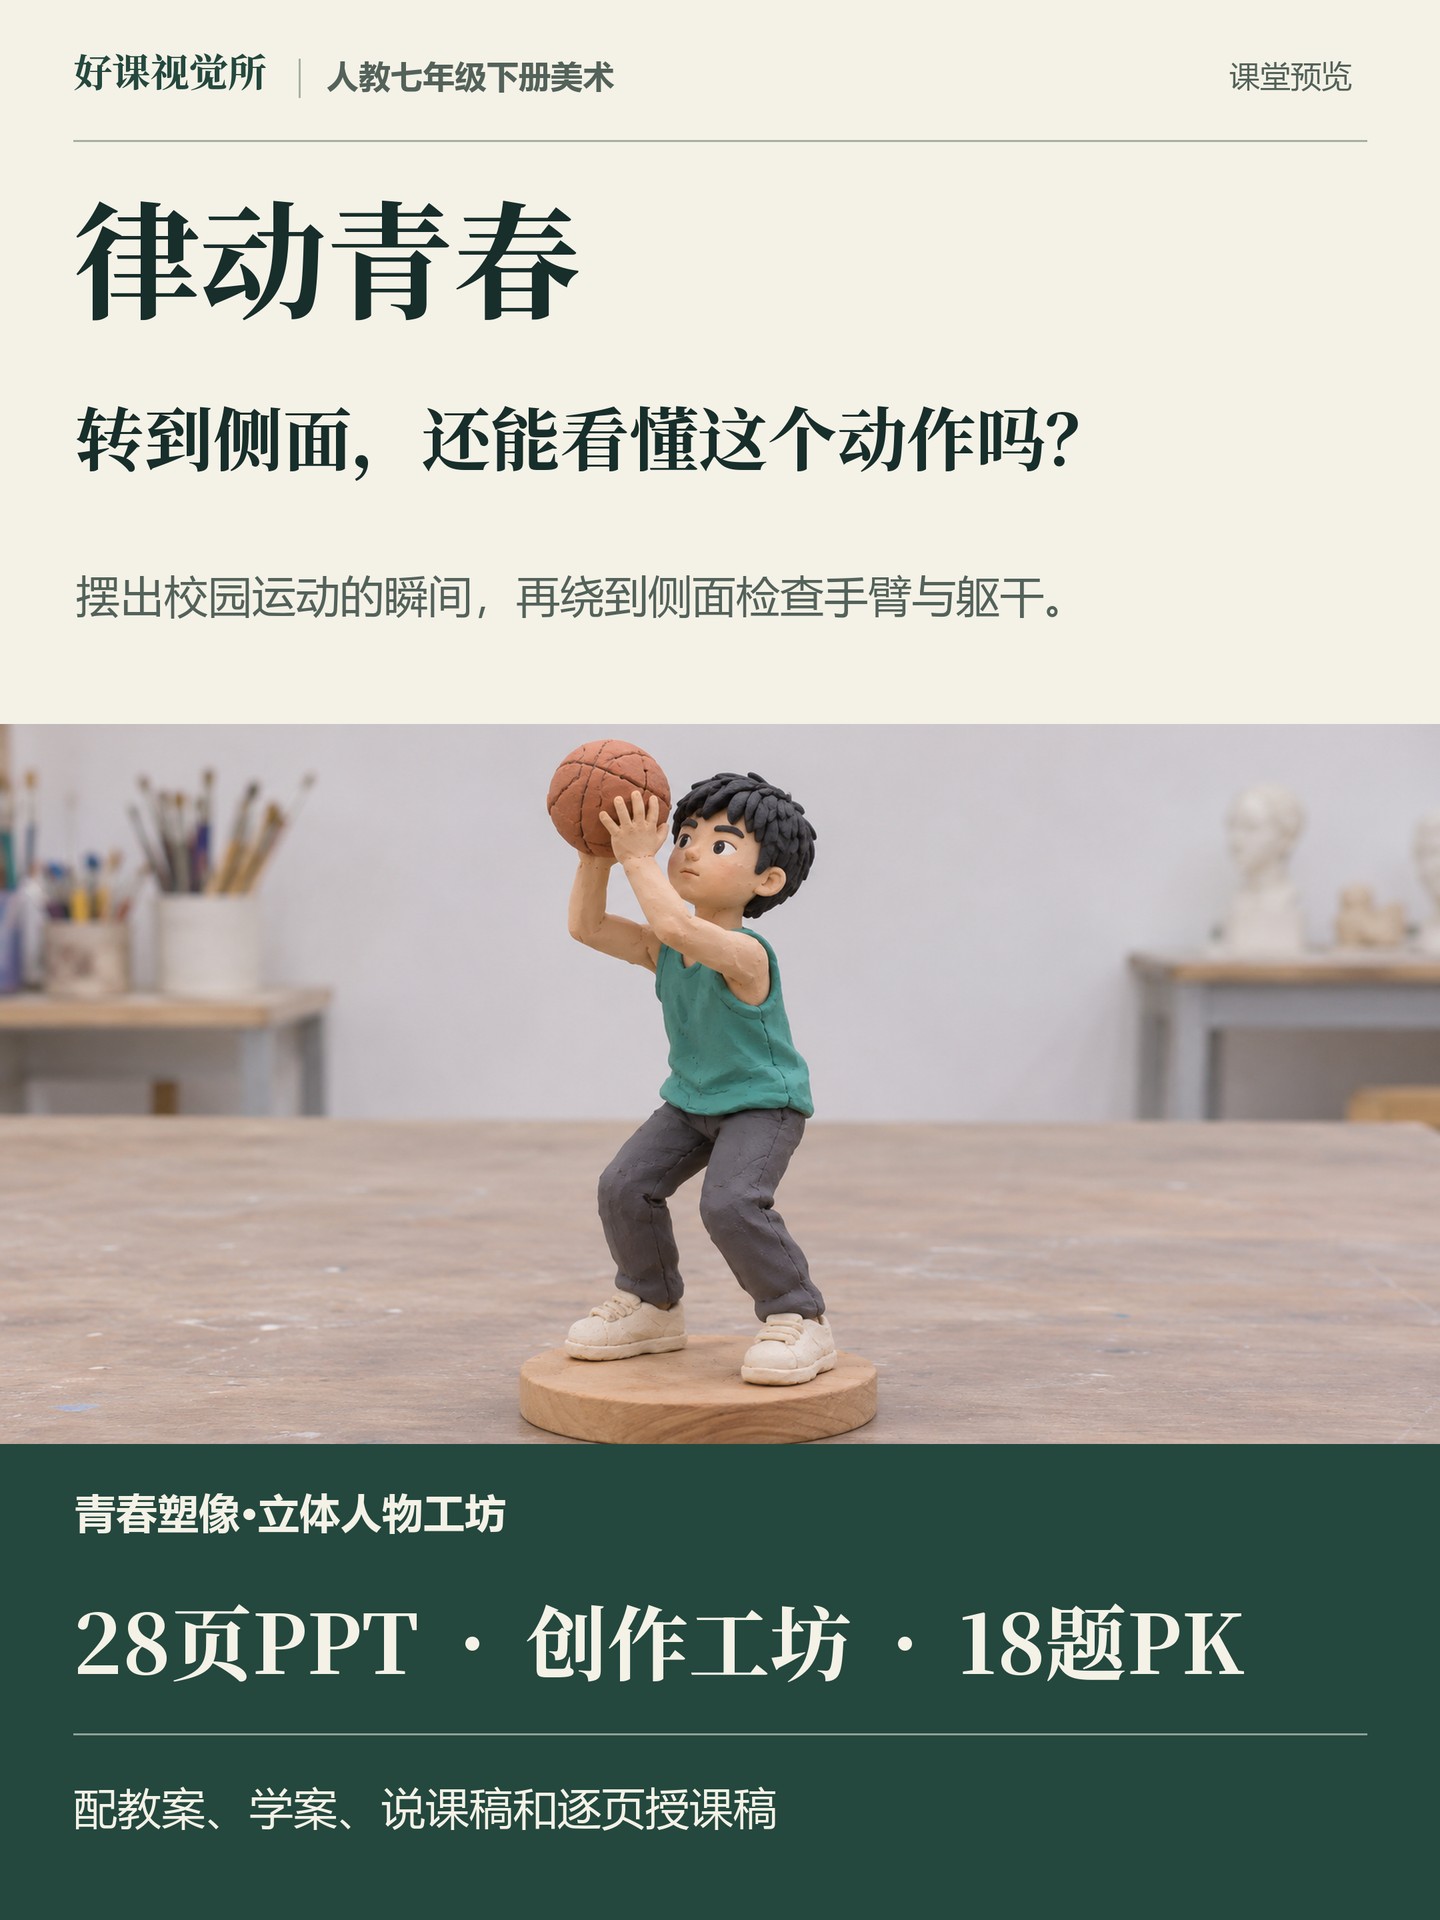 好课视觉所 | 人教七年级下册美术
课堂预览
律动青春
转到侧面，还能看懂这个动作吗？
摆出校园运动的瞬间，再绕到侧面检查手臂与躯干。
青春塑像•立体人物工坊
28页PPT · 创作工坊 · 18题PK
配教案、学案、说课稿和逐页授课稿